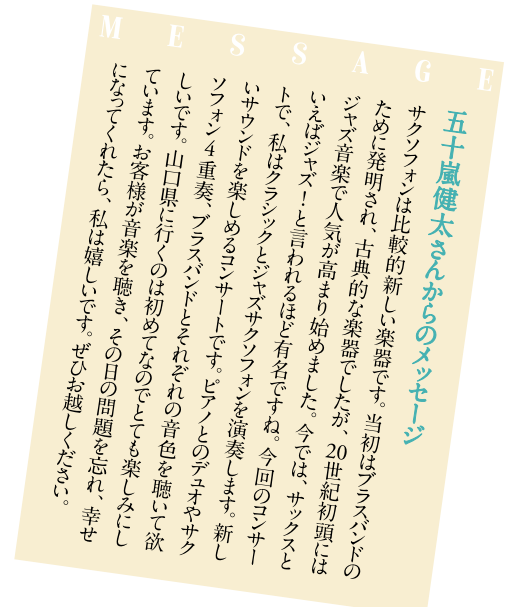 MESSAGE
五十嵐健太さんからのメッセージ
サクソフォンは比較的新しい楽器です。当初はブラスバンドの
ために発明され、古典的な楽器でしたが、20世紀初頭には
ジャズ音楽で人気が高まり始めました。今では、サックスと
いえばジャズ！と言われるほど有名ですね。今回のコンサー
トで、私はクラシックとジャズサクソフォンを演奏します。新し
いサウンドを楽しめるコンサートです。ピアノとのデュオやサク
ソフォン4重奏、ブラスバンドとそれぞれの音色を聴いて欲
しいです。山口県に行くのは初めてなのでとても楽しみにし
ています。お客様が音楽を聴き、その日の問題を忘れ、幸せ
になってくれたら、私は嬉しいです。ぜひお越しください。